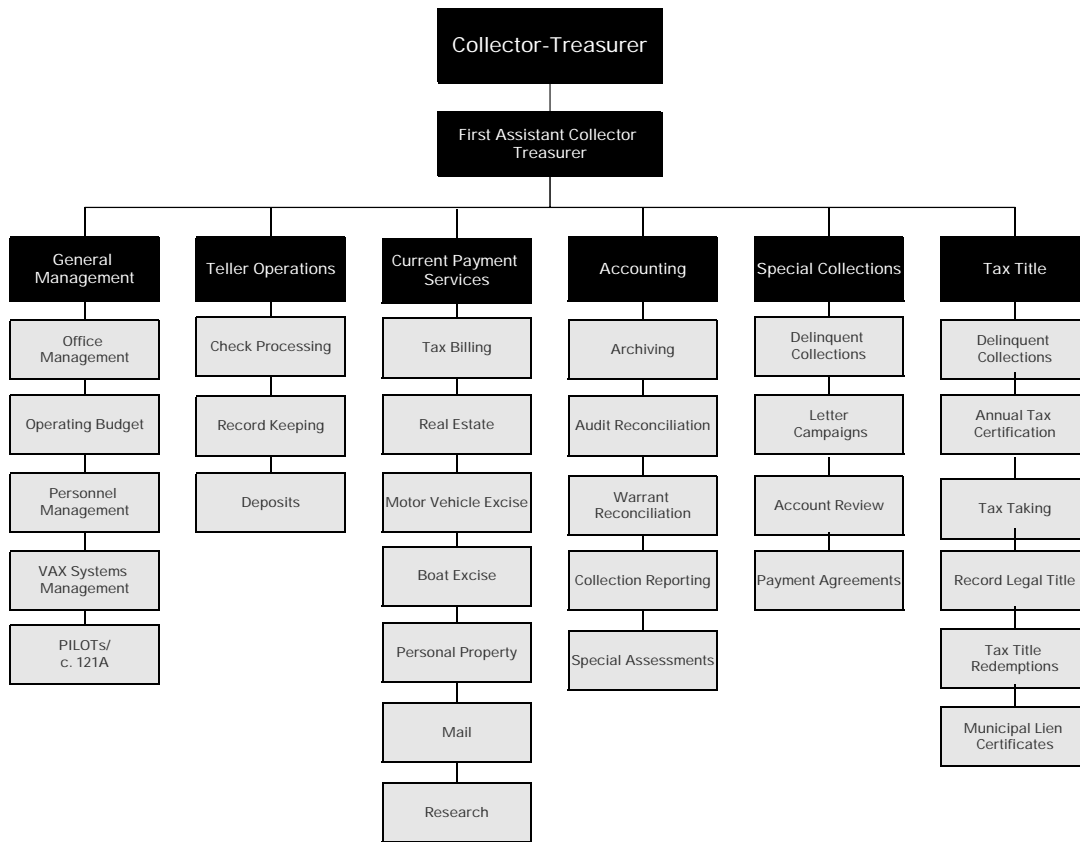 Collector-Treasurer
First Assistant Collector
Treasurer
General
Management
Office
Management
Operating Budget
Personnel
Management
VAX Systems
Management
PILOTs/
c. 121A
Teller Operations
Check Processing
Record Keeping
Deposits
Current Payment
Services
Tax Billing
Real Estate
Motor Vehicle Excise
Boat Excise
Personal Property
Mail
Research
Accounting
Archiving
Audit Reconciliation
Warrant
Reconciliation
Collection Reporting
Special Assessments
Special Collections
Delinquent
Collections
Letter
Campaigns
Account Review
Payment Agreements
Tax Title
Delinquent
Collections
Annual Tax
Certification
Tax Taking
Record Legal Title
Tax Title
Redemptions
Municipal Lien
Certificates